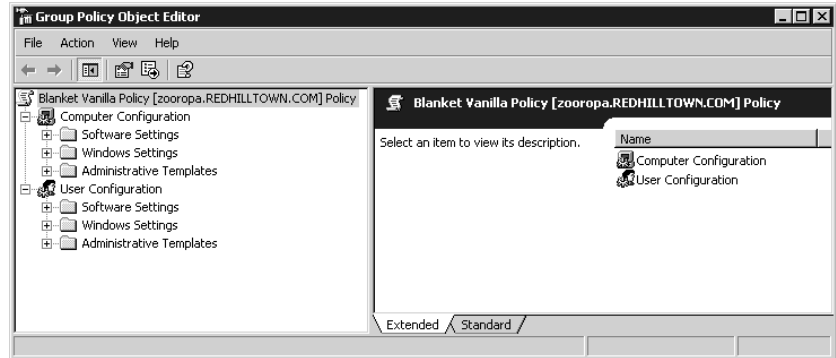 Group Policy Object Editor
File Action View Help
Blanket Vanilla Policy [zooropa.REDHILLTOWN.COM] Policy
Computer Configuration
Software Settings
Windows Settings
Administrative Templates
User Configuration
Software Settings
Windows Settings
Administrative Templates
Blanket Vanilla Policy [zooropa.REDHILLTOWN.COM] Policy
Select an item to view its description.
Name
Computer Configuration
User Configuration
Extended Standard